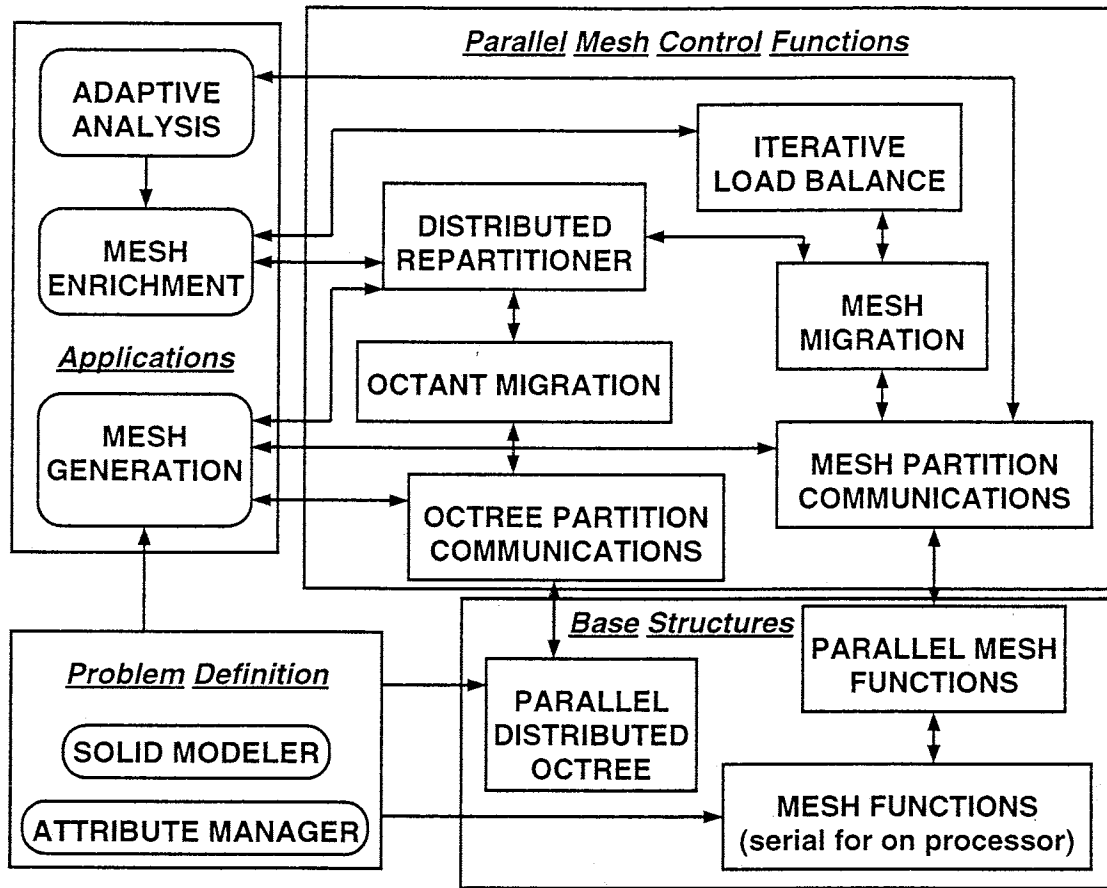 Parallel Mesh Control Functions
ADAPTIVE
ANALYSIS
ITERATIVE
LOAD BALANCE
DISTRIBUTED
REPARTITIONER
MESH
ENRICHMENT
MESH
MIGRATION
Applications
OCTANT MIGRATION
MESH
GENERATION
MESH PARTITION
COMMUNICATIONS
OCTREE PARTITION
COMMUNICATIONS
Base Structures
PARALLEL MESH
FUNCTIONS
Problem Definition
PARALLEL
DISTRIBUTED
OCTREE
SOLID MODELER
ATTRIBUTE MANAGER
MESH FUNCTIONS
(serial for on processor)